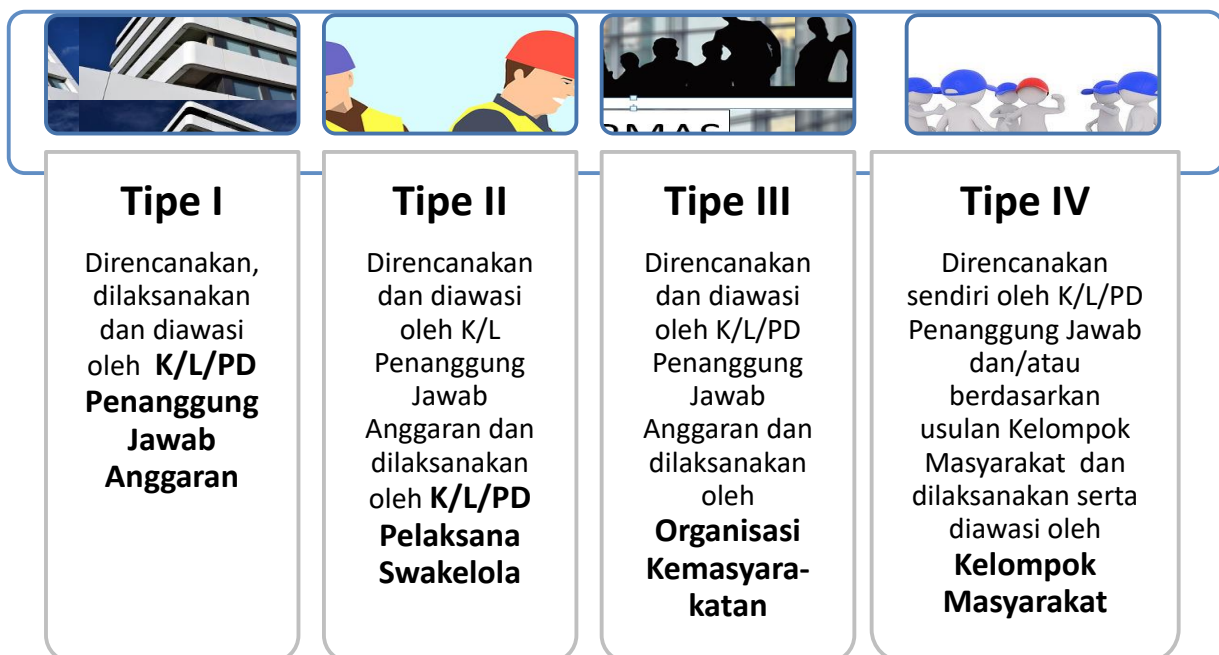 RMAS
Tipe I
Direncanakan,
dilaksanakan
dan diawasi
oleh K/L/PD
Penanggung
Jawab
Anggaran
Tipe II
Direncanakan
dan diawasi
oleh K/L
Penanggung
Jawab
Anggaran dan
dilaksanakan
oleh K/L/PD
Pelaksana
Swakelola
Tipe III
Direncanakan
dan diawasi
oleh K/L/PD
Penanggung
Jawab
Anggaran dan
dilaksanakan
oleh
Organisasi
Kemasyara-
katan
Tipe IV
Direncanakan
sendiri oleh K/L/PD
Penanggung Jawab
dan/atau
berdasarkan
usulan Kelompok
Masyarakat dan
dilaksanakan serta
diawasi oleh
Kelompok
Masyarakat